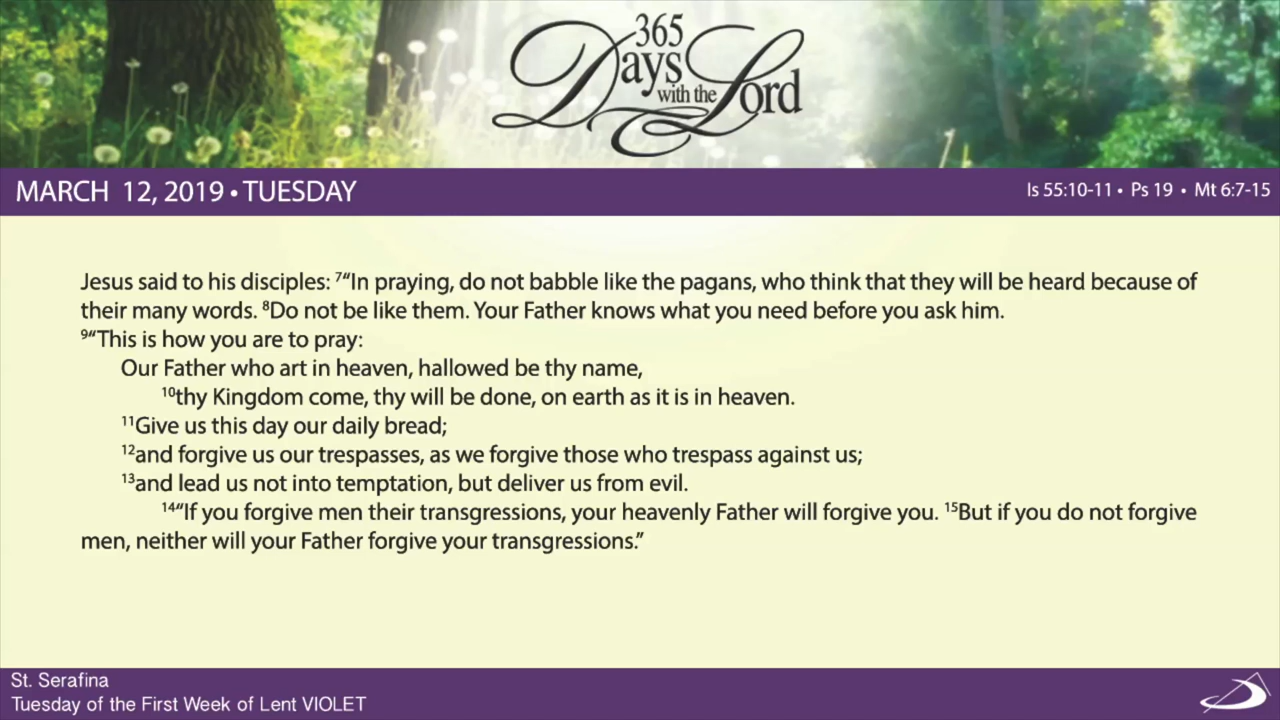 365
Days
with the Lord
MARCH 12, 2019 • TUESDAY
Is 55:10-11 • Ps 19 • Mt 6:7-15
Jesus said to his disciples: ⁷“In praying, do not babble like the pagans, who think that they will be heard because of
their many words. ⁸Do not be like them. Your Father knows what you need before you ask him.
⁹“This is how you are to pray:
Our Father who art in heaven, hallowed be thy name,
¹⁰thy Kingdom come, thy will be done, on earth as it is in heaven.
¹¹Give us this day our daily bread;
¹²and forgive us our trespasses, as we forgive those who trespass against us;
¹³and lead us not into temptation, but deliver us from evil.
¹⁴“If you forgive men their transgressions, your heavenly Father will forgive you. ¹⁵But if you do not forgive
men, neither will your Father forgive your transgressions.”
St. Serafina
Tuesday of the First Week of Lent VIOLET